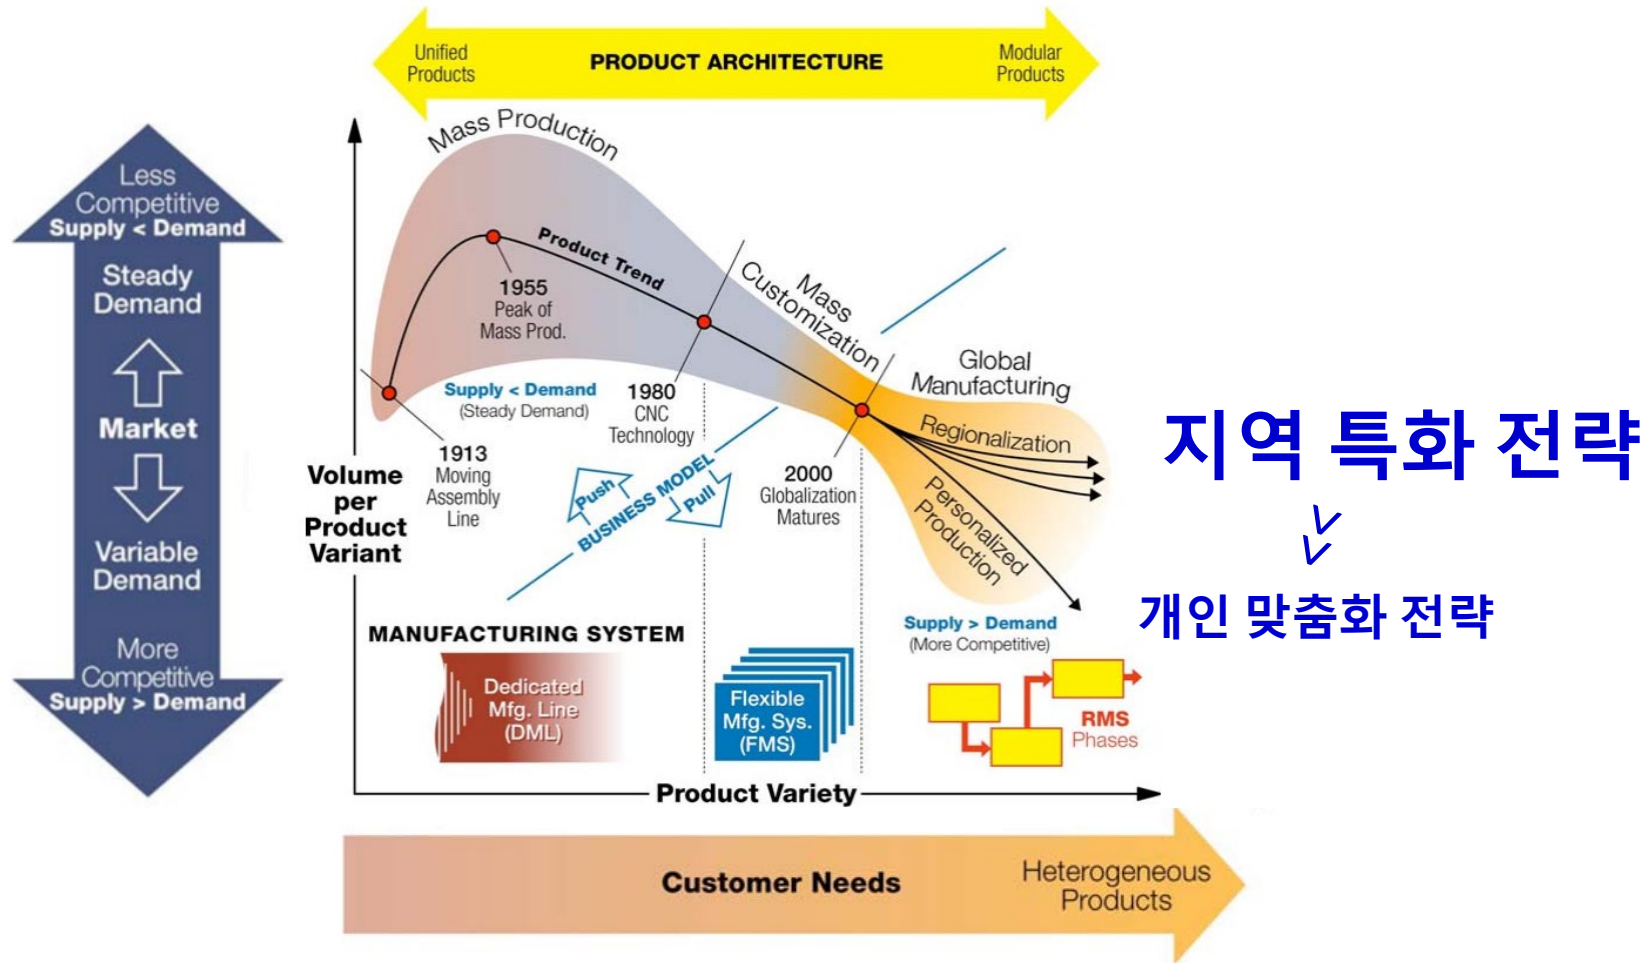 Unified
Products
PRODUCT ARCHITECTURE
Modular
Products
Less
Competitive
Supply < Demand
Steady
Demand
Market
Variable
Demand
More
Competitive
Supply > Demand
Mass Production
Product Trend
1955
Peak of
Mass Prod.
Mass
Customization
Global
Manufacturing
Supply < Demand
(Steady Demand)
1980
CNC
Technology
Regionalization
지역 특화 전략
1913
Moving
Assembly
Line
Volume
per
Product
Variant
Push
BUSINESS MODEL
Pull
2000
Globalization
Matures
Personalized
Production
개인 맞춤화 전략
Supply > Demand
(More Competitive)
MANUFACTURING SYSTEM
Dedicated
Mfg. Line
(DML)
Flexible
Mfg. Sys.
(FMS)
RMS
Phases
Product Variety
Customer Needs
Heterogeneous
Products